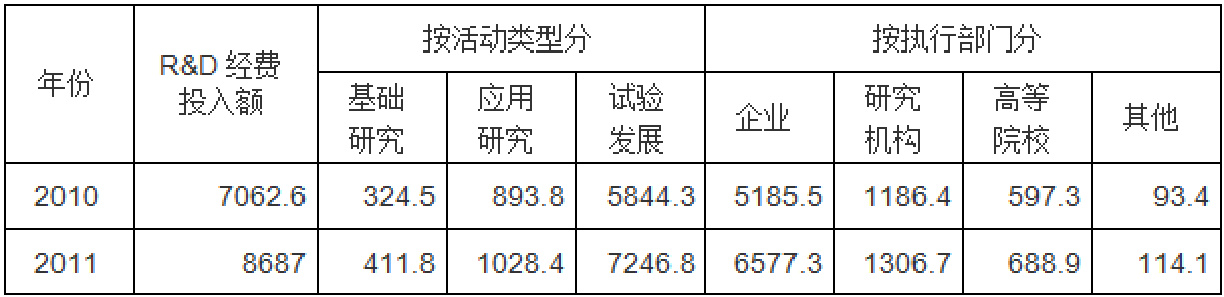 年份 R&D 经费投入额 按活动类型分 按执行部门分
基础研究 应用研究 试验发展 企业 研究机构 高等院校 其他
2010 7062.6 324.5 893.8 5844.3 5185.5 1186.4 597.3 93.4
2011 8687 411.8 1028.4 7246.8 6577.3 1306.7 688.9 114.1